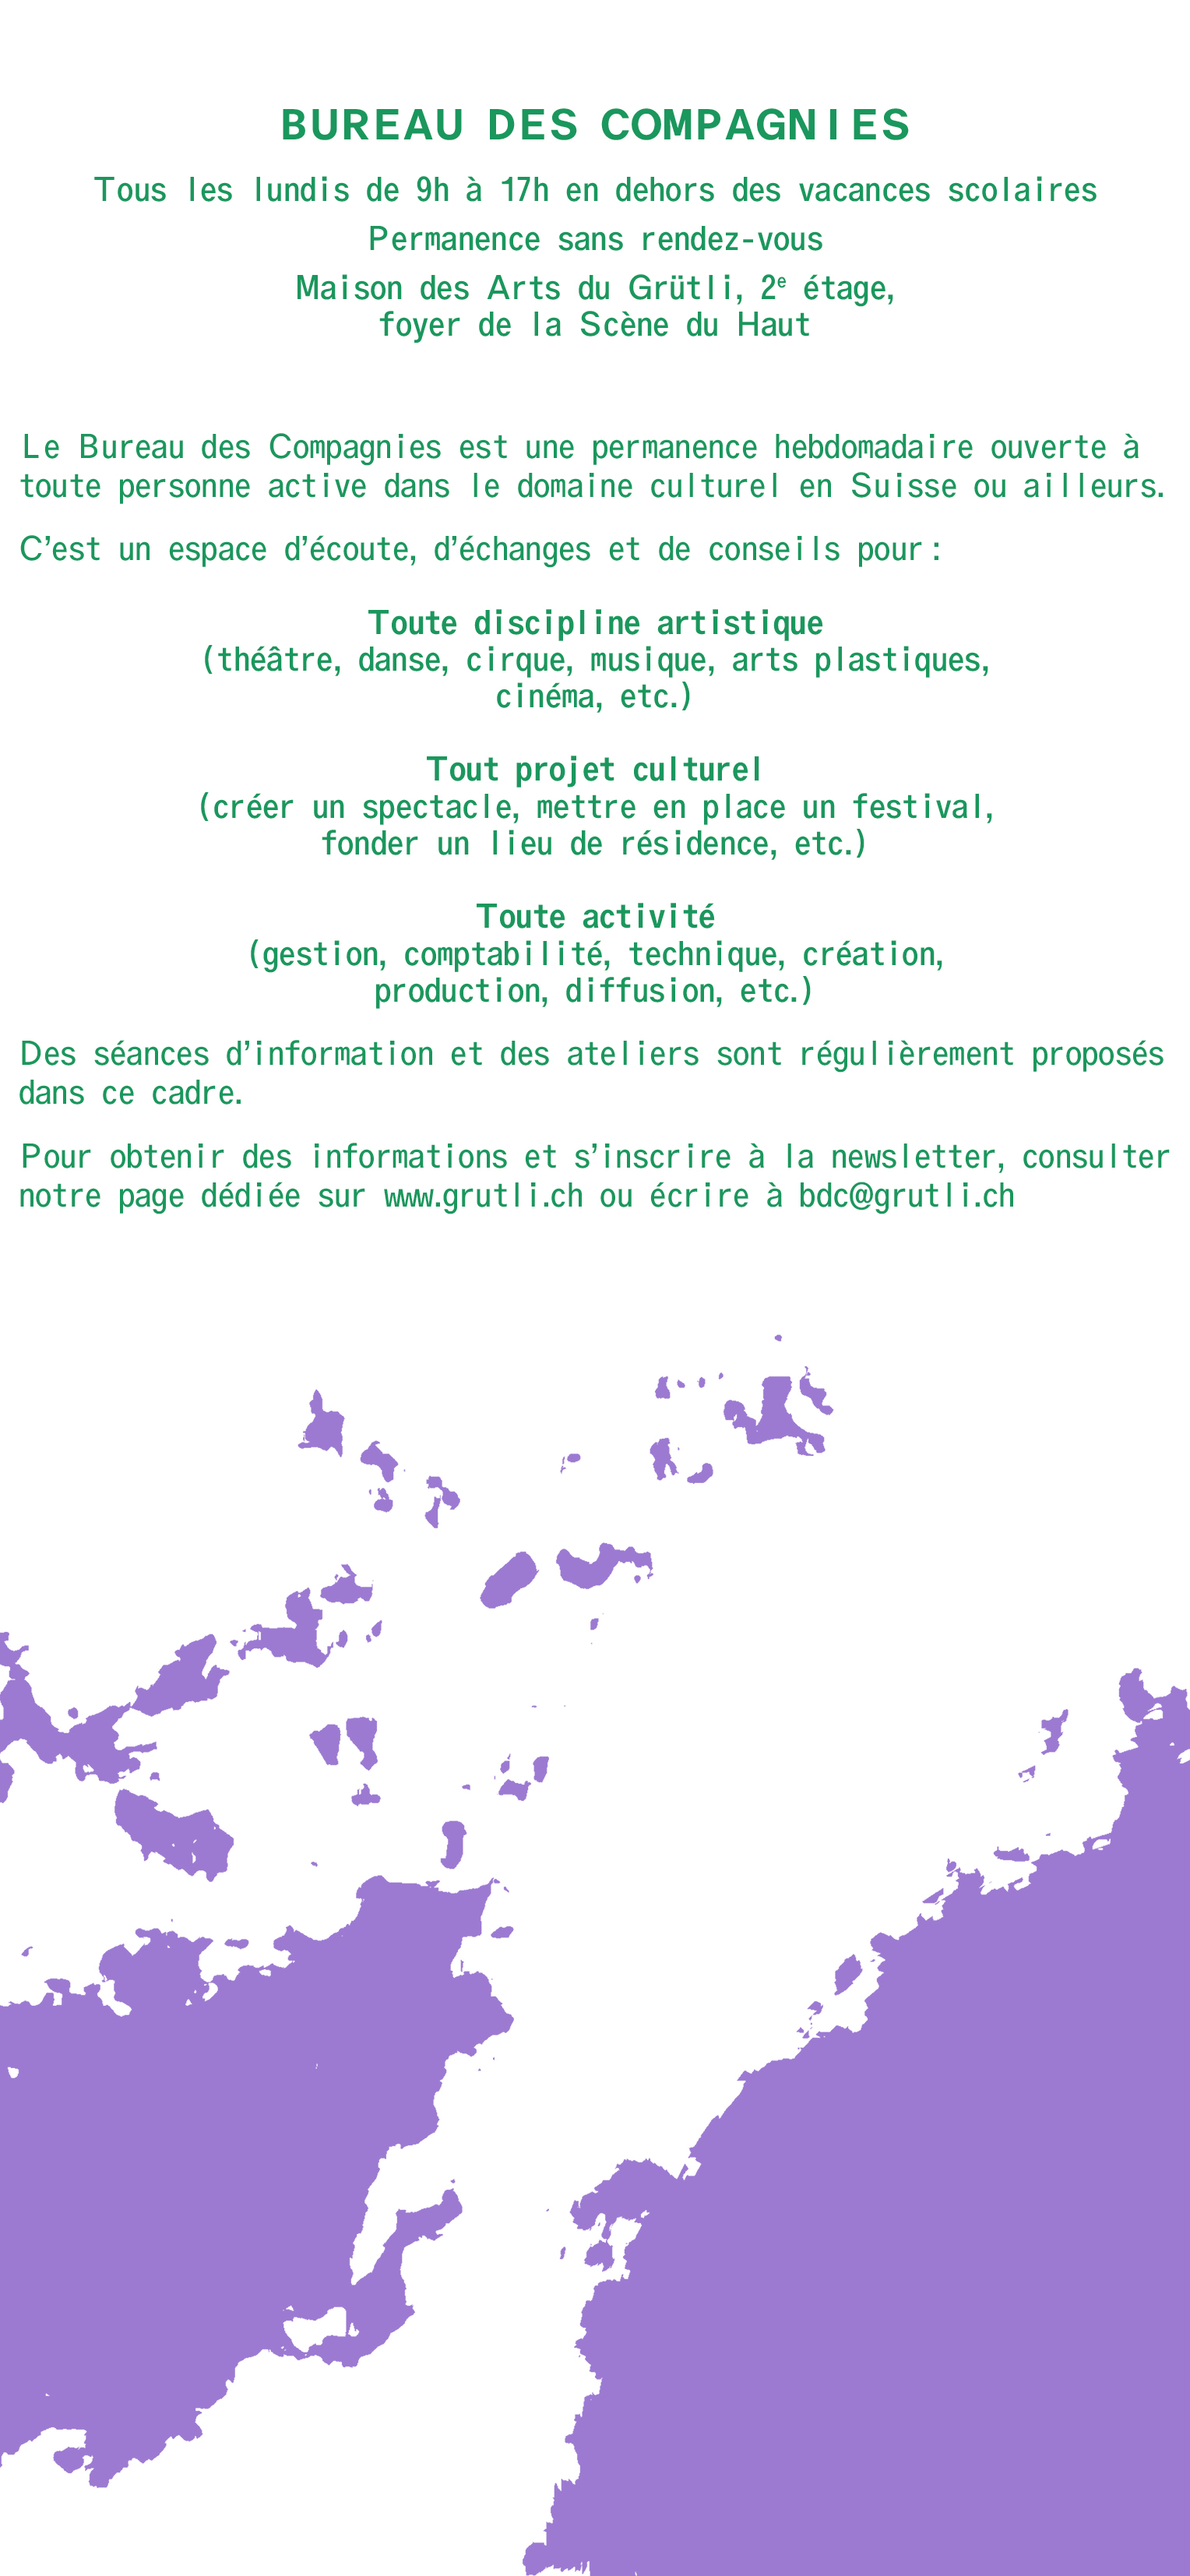 BUREAU DES COMPAGNIES
Tous les lundis de 9h à 17h en dehors des vacances scolaires
Permanence sans rendez-vous
Maison des Arts du Grütli, 2ᵉ étage,
foyer de la Scène du Haut
Le Bureau des Compagnies est une permanence hebdomadaire ouverte à
toute personne active dans le domaine culturel en Suisse ou ailleurs.
C’est un espace d’écoute, d’échanges et de conseils pour :
Toute discipline artistique
(théâtre, danse, cirque, musique, arts plastiques,
cinéma, etc.)
Tout projet culturel
(créer un spectacle, mettre en place un festival,
fonder un lieu de résidence, etc.)
Toute activité
(gestion, comptabilité, technique, création,
production, diffusion, etc.)
Des séances d’information et des ateliers sont régulièrement proposés
dans ce cadre.
Pour obtenir des informations et s’inscrire à la newsletter, consulter
notre page dédiée sur www.grutli.ch ou écrire à bdc@grutli.ch